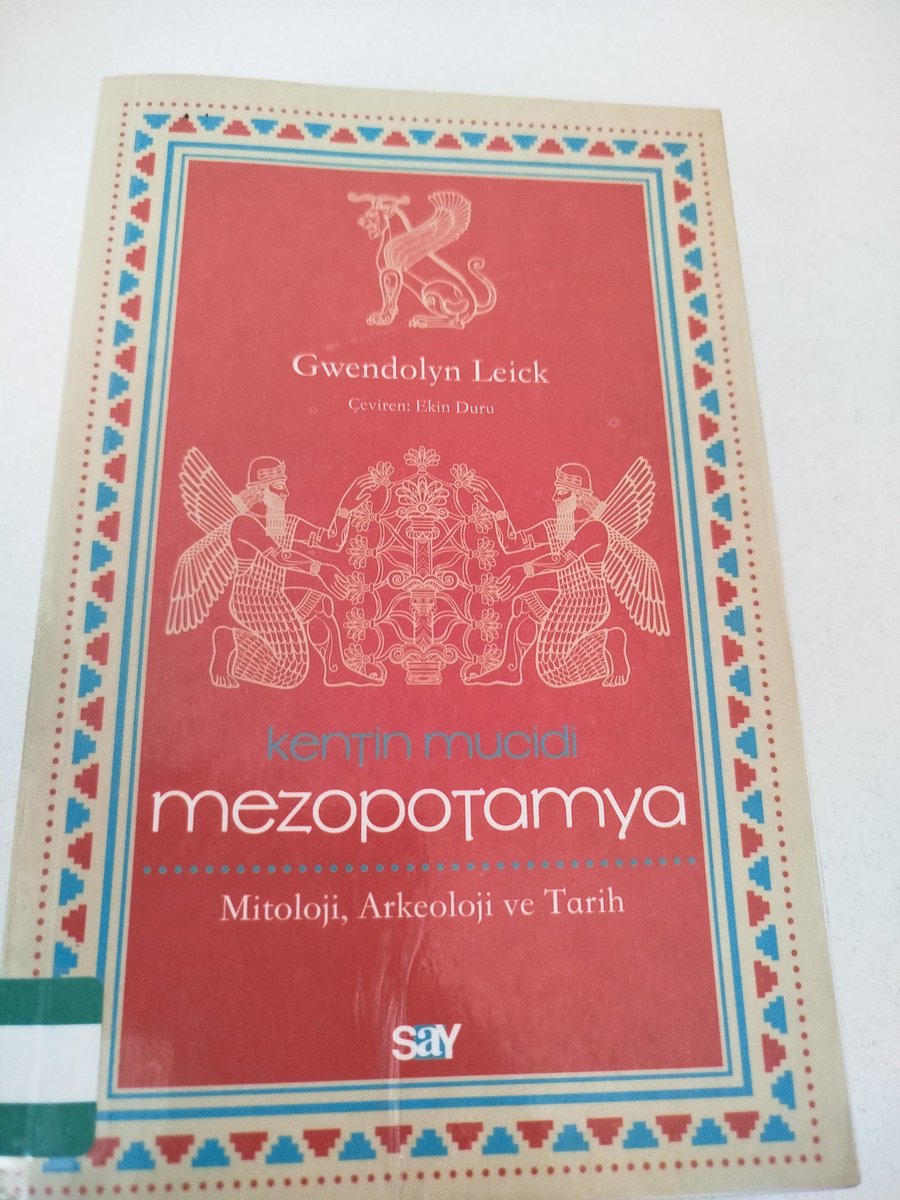 Gwendolyn Leick
Çeviren: Ekin Duru
kentin mucidi
mezopotamya
Mitoloji, Arkeoloji ve Tarih
SaY